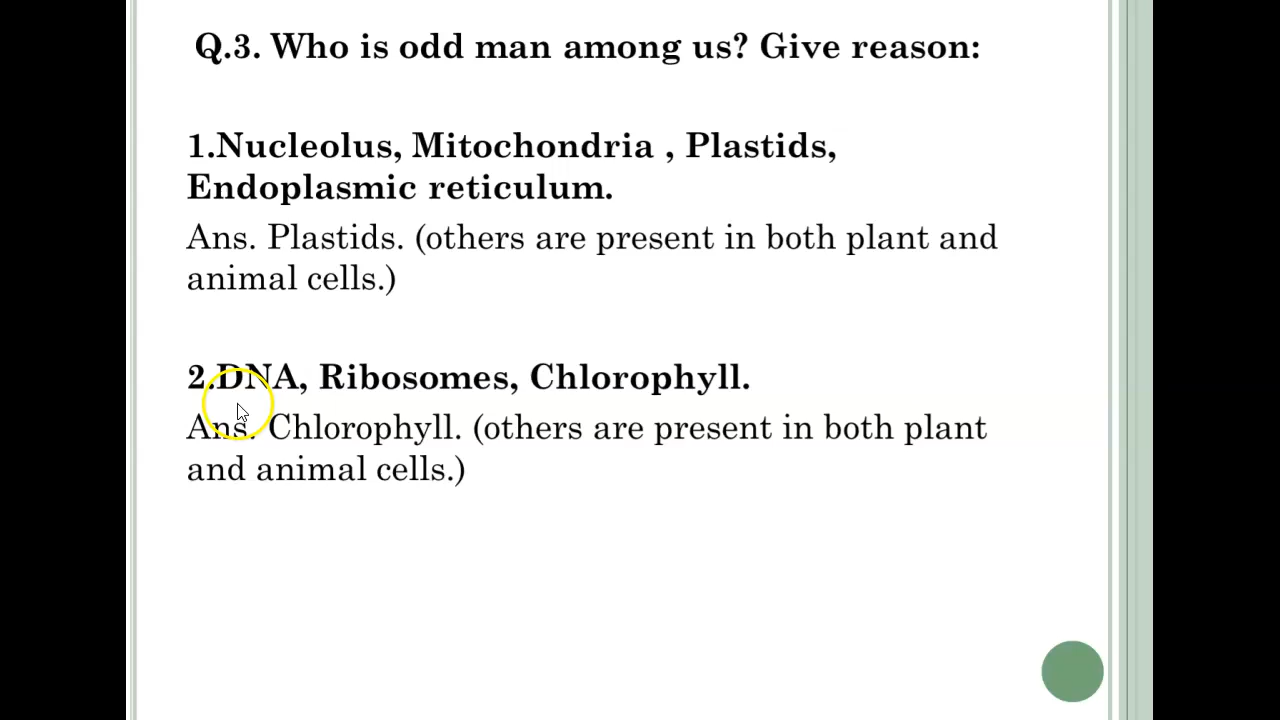 Q.3. Who is odd man among us? Give reason:
1.Nucleolus, Mitochondria , Plastids,
Endoplasmic reticulum.
Ans. Plastids. (others are present in both plant and
animal cells.)
2.DNA, Ribosomes, Chlorophyll.
Ans. Chlorophyll. (others are present in both plant
and animal cells.)